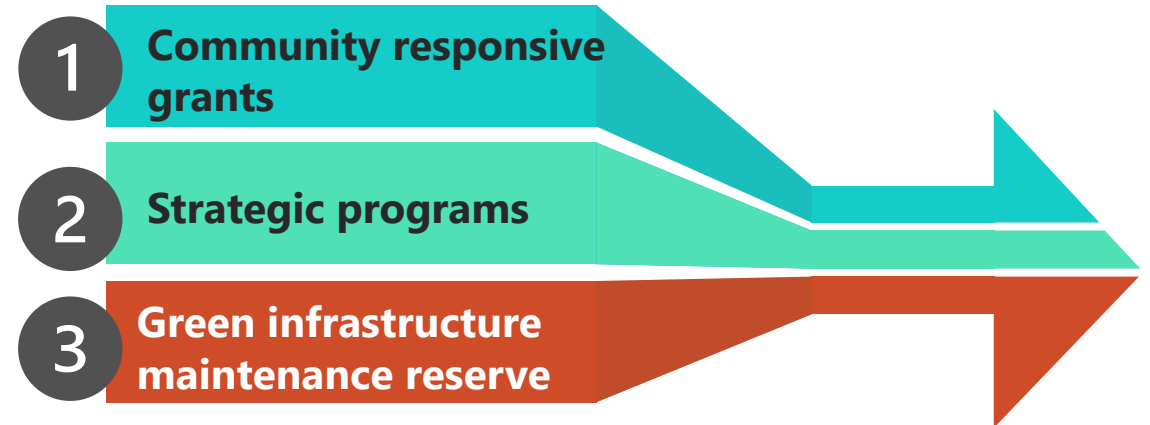 1
Community responsive
grants
2
Strategic programs
3
Green infrastructure
maintenance reserve